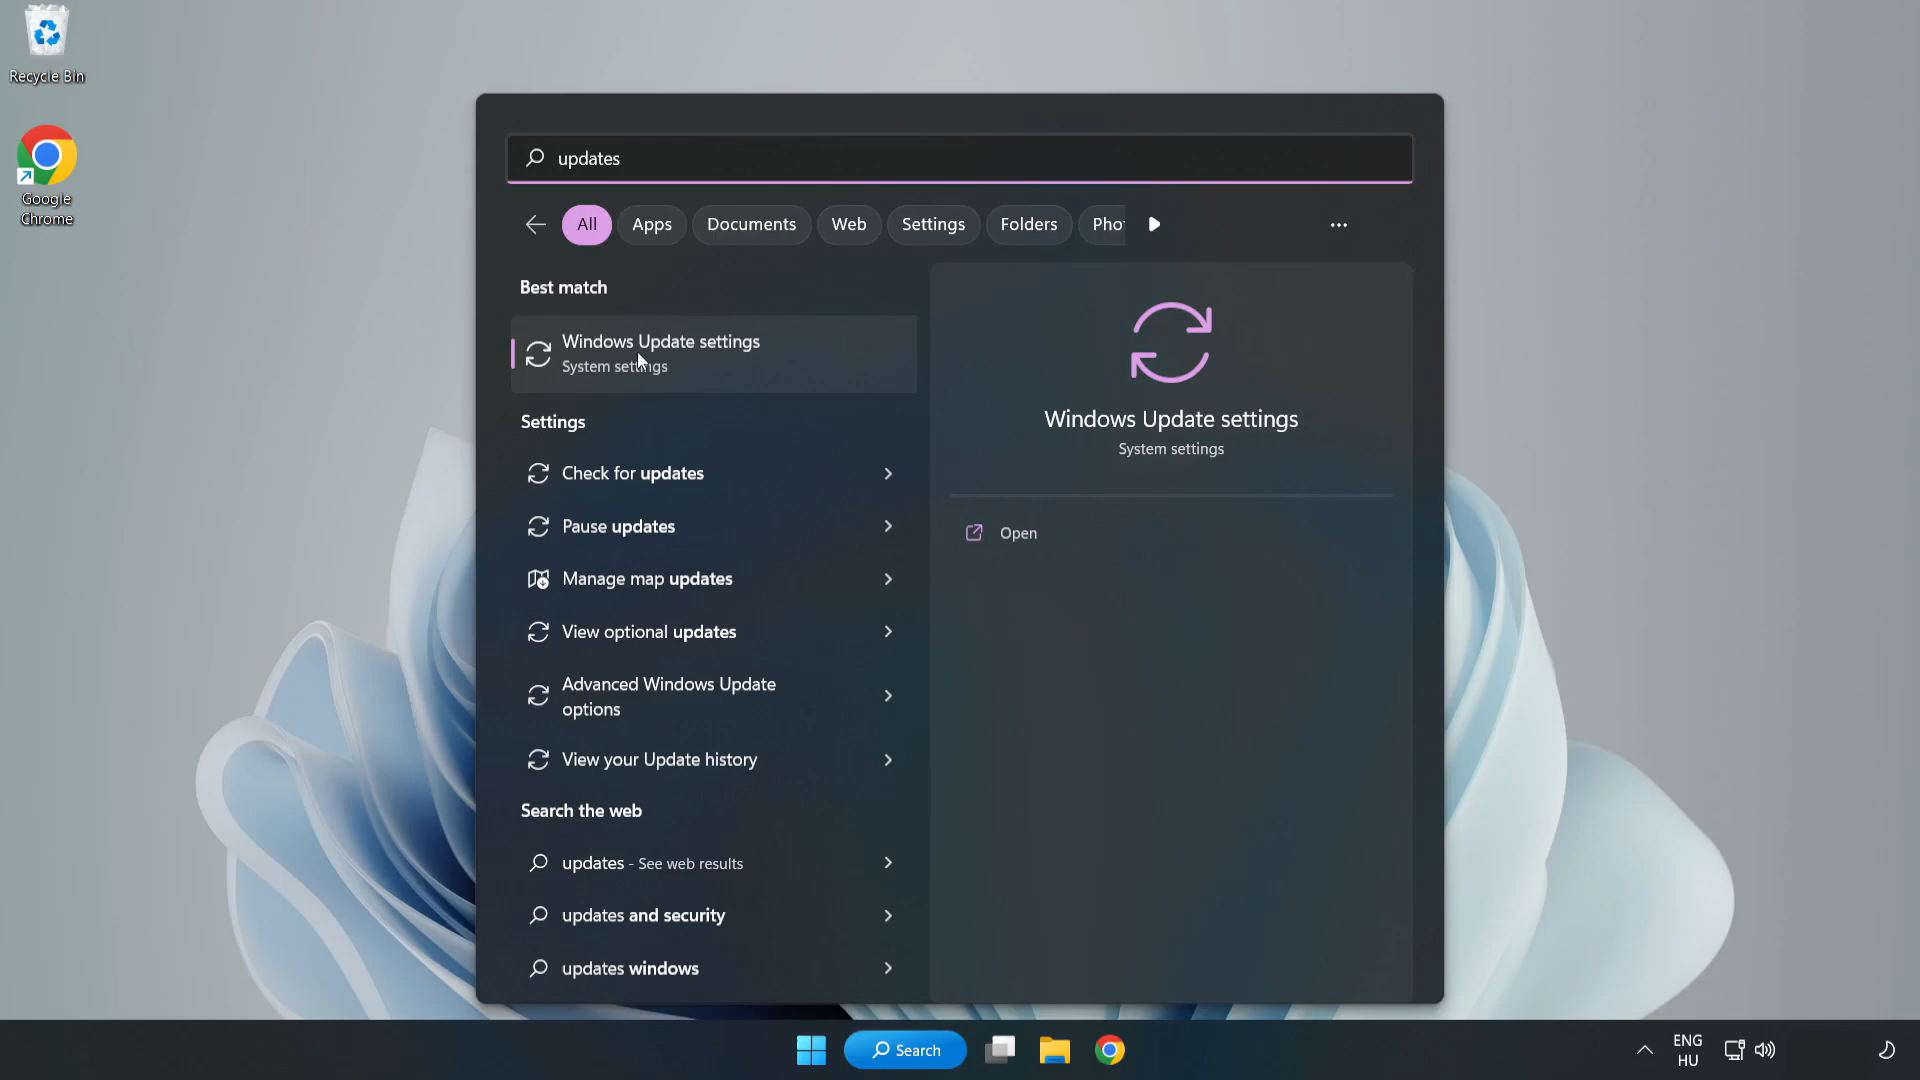 Recycle Bin
Google
Chrome
updates
All Apps Documents Web Settings Folders Pho ...
Best match
Windows Update settings
System settings
Settings
Check for updates
Pause updates
Manage map updates
View optional updates
Advanced Windows Update
options
View your Update history
Search the web
updates - See web results
updates and security
updates windows
Windows Update settings
System settings
Open
Search
ENG
HU